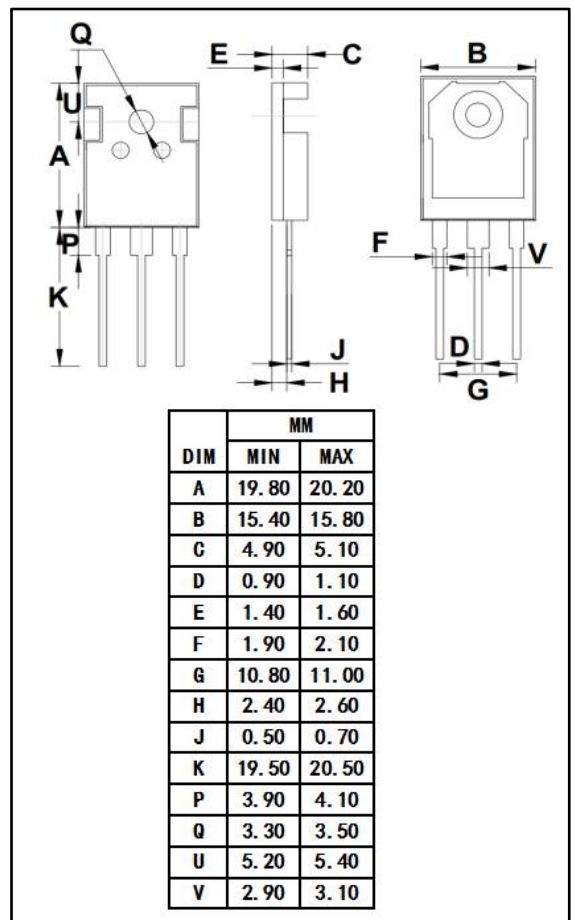 Q
E C B
U
A
P F V
K
J D
H G
MM
DIM MIN MAX
A 19.80 20.20
B 15.40 15.80
C 4.90 5.10
D 0.90 1.10
E 1.40 1.60
F 1.90 2.10
G 10.80 11.00
H 2.40 2.60
J 0.50 0.70
K 19.50 20.50
P 3.90 4.10
Q 3.30 3.50
U 5.20 5.40
V 2.90 3.10